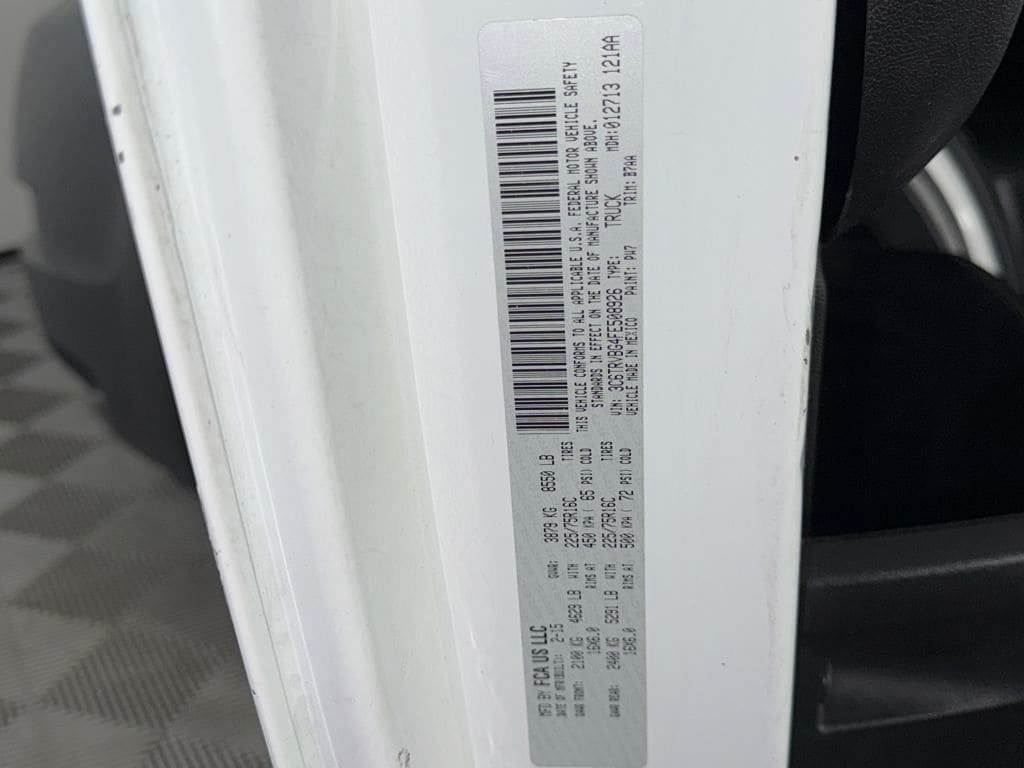 MFD BY FCA US LLC
DATE OF MFR(BUILT): 2-15 GVWR: 3879 KG 8550 LB
GAWR FRONT: 2100 KG 4629 LB WITH 225/75R16C TIRES
16X6.0 RIMS AT 450 KPA ( 65 PSI) COLD
GAWR REAR: 2400 KG 5291 LB WITH 225/75R16C TIRES
16X6.0 RIMS AT 500 KPA ( 72 PSI) COLD
THIS VEHICLE CONFORMS TO ALL APPLICABLE U.S.A. FEDERAL MOTOR VEHICLE SAFETY
STANDARDS IN EFFECT ON THE DATE OF MANUFACTURE SHOWN ABOVE.
VIN: 3C6TRVBG4FE508926 TYPE: TRUCK MDH:012713 121AA
VEHICLE MADE IN MEXICO PAINT: PW7 TRIM: B7AA